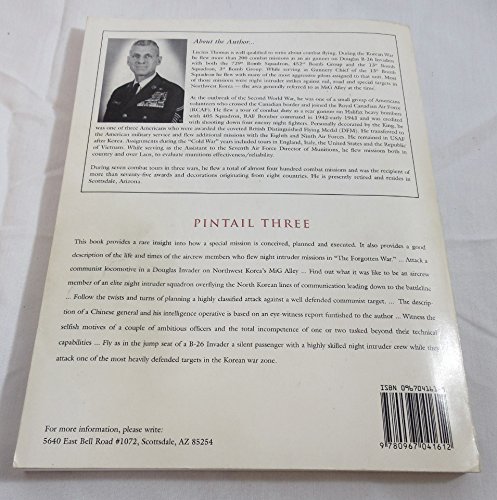 About the Author...
Lucius Thomas is well qualified to write about combat flying. During the Korean War
he flew more than 200 combat missions as an air gunner on Douglas B-26 Invaders
with both the 729th Bomb Squadron, 452nd Bomb Group and the 13th Bomb
Squadron, 3rd Bomb Group. While serving as Gunnery Chief of the 13th Bomb
Squadron he flew with many of the most aggressive pilots assigned to that unit. Most
of those missions were night intruder strikes against rail, road and special targets in
Northwest Korea — the area generally referred to as MiG Alley at the time.
At the outbreak of the Second World War, he was one of a small group of Americans
volunteers who crossed the Canadian border and joined the Royal Canadian Air Force
(RCAF). He flew a tour of combat duty as a rear gunner on Halifax heavy bombers
with 405 Squadron, RAF Bomber command in 1942-early 1943 and was credited
with shooting down four enemy night fighters. Personally decorated by the King, he
was one of three Americans who were awarded the coveted British Distinguished Flying Medal (DFM). He transferred to
the American military service and flew additional missions with the Eighth and Ninth Air Forces. He remained in USAF
after Korea. Assignments during the "Cold War" years included tours in England, Italy, the United States and the Republic
of Vietnam. While serving as the Assistant to the Seventh Air Force Director of Munitions, he flew missions both in
country and over Laos, to evaluate munitions effectiveness/reliability.
During seven combat tours in three wars, he flew a total of almost four hundred combat missions and was the recipient of
more than seventy-five awards and decorations originating from eight countries. He is presently retired and resides in
Scottsdale, Arizona.
PINTAIL THREE
This book provides a rare insight into how a special mission is conceived, planned and executed. It also provides a good
description of the life and times of the aircrew members who flew night intruder missions in "The Forgotten War." ... Attack a
communist locomotive in a Douglas Invader on Northwest Korea's MiG Alley ... Find out what it was like to be an aircrew
member of an elite night intruder squadron overflying the North Korean lines of communication leading down to the battleline
... Follow the twists and turns of planning a highly classified attack against a well defended communist target. ... The descrip-
tion of a Chinese general and his intelligence operative is based on an eye-witness report furnished to the author ... Witness the
selfish motives of a couple of ambitious officers and the total incompetence of one or two tasked beyond their technical
capabilities ... Fly as in the jump seat of a B-26 Invader a silent passenger with a highly skilled night intruder crew while they
attack one of the most heavily defended targets in the Korean war zone.
ISBN 0967041613
9 780967 041612
For more information, please write:
5640 East Bell Road #1072, Scottsdale, AZ 85254